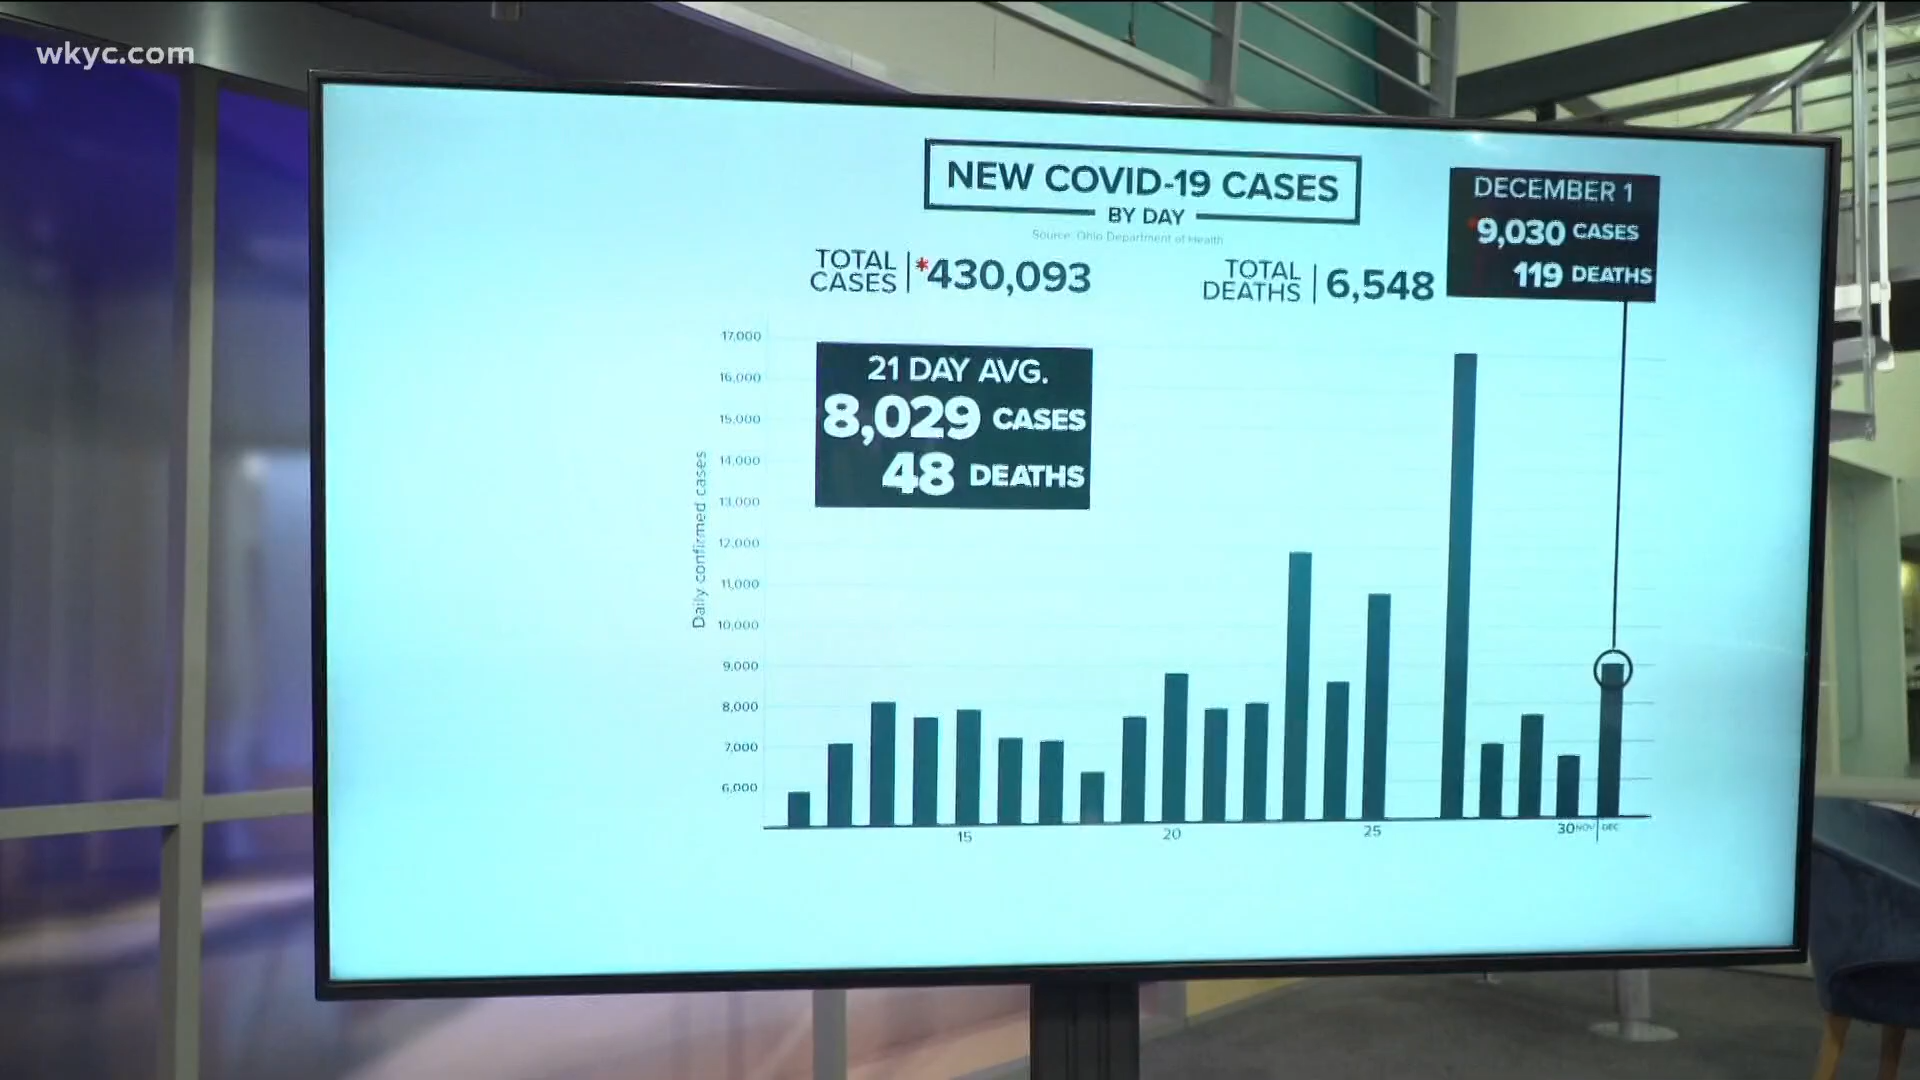 wkyc.com
NEW COVID-19 CASES
BY DAY
Source: Ohio Department of Health
TOTAL
CASES
*430,093
TOTAL
DEATHS
6,548
DECEMBER 1
*9,030 CASES
119 DEATHS
21 DAY AVG.
8,029 CASES
48 DEATHS
Daily confirmed cases
17,000
16,000
15,000
14,000
13,000
12,000
11,000
10,000
9,000
8,000
7,000
6,000
15
20
25
30 NOV
DEC